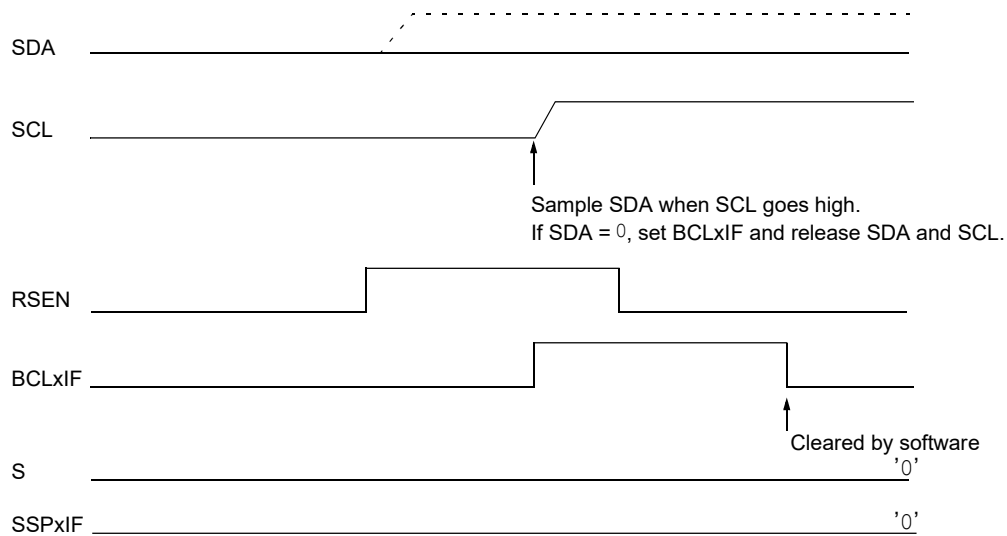 SDA
SCL
Sample SDA when SCL goes high.
If SDA = 0, set BCLxIF and release SDA and SCL.
RSEN
BCLxIF
Cleared by software
S
'0'
SSPxIF
'0'